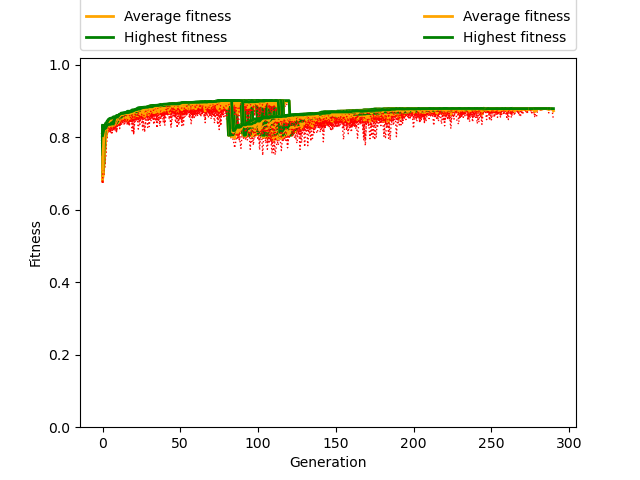 Average fitness Average fitness
Highest fitness Highest fitness
1.0
0.8
0.6
0.4
0.2
0.0
Fitness
0 50 100 150 200 250 300
Generation